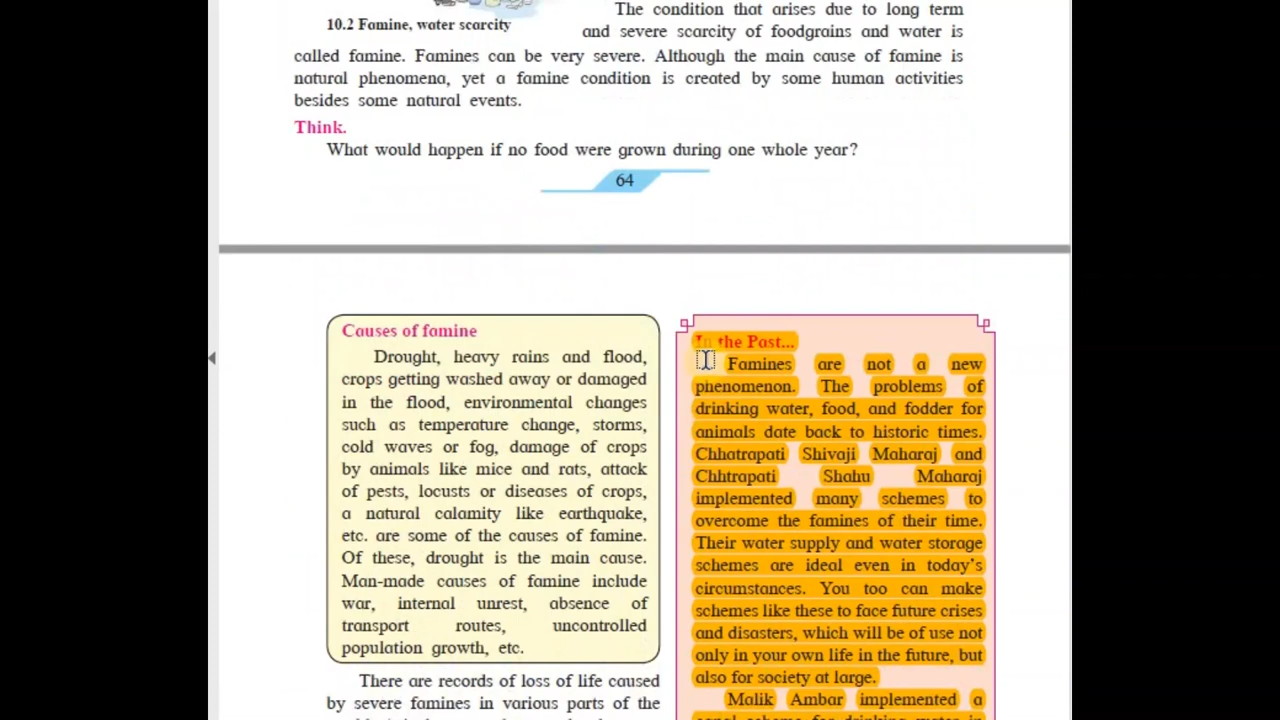 The condition that arises due to long term
10.2 Famine, water scarcity
and severe scarcity of foodgrains and water is
called famine. Famines can be very severe. Although the main cause of famine is
natural phenomena, yet a famine condition is created by some human activities
besides some natural events.
Think.
What would happen if no food were grown during one whole year?
64
Causes of famine
Drought, heavy rains and flood,
crops getting washed away or damaged
in the flood, environmental changes
such as temperature change, storms,
cold waves or fog, damage of crops
by animals like mice and rats, attack
of pests, locusts or diseases of crops,
a natural calamity like earthquake,
etc. are some of the causes of famine.
Of these, drought is the main cause.
Man-made causes of famine include
war, internal unrest, absence of
transport routes, uncontrolled
population growth, etc.
There are records of loss of life caused
by severe famines in various parts of the
In the Past...
Famines are not a new
phenomenon. The problems of
drinking water, food, and fodder for
animals date back to historic times.
Chhatrapati Shivaji Maharaj and
Chhtrapati Shahu Maharaj
implemented many schemes to
overcome the famines of their time.
Their water supply and water storage
schemes are ideal even in today's
circumstances. You too can make
schemes like these to face future crises
and disasters, which will be of use not
only in your own life in the future, but
also for society at large.
Malik Ambar implemented a
canal scheme for drinking water in